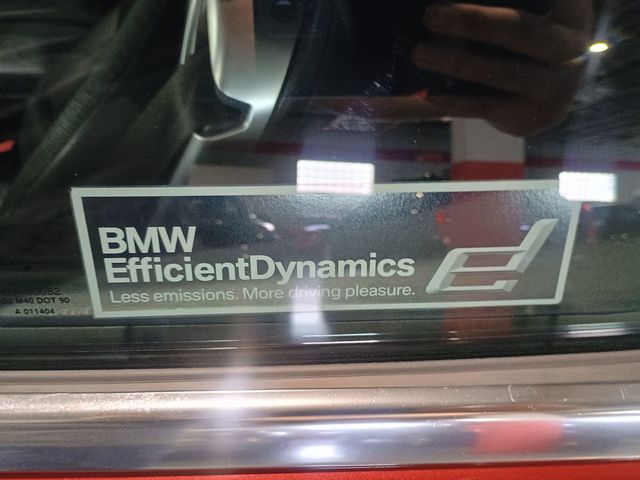 BMW
EfficientDynamics
Less emissions. More driving pleasure.
M40 DOT 90
A 011404